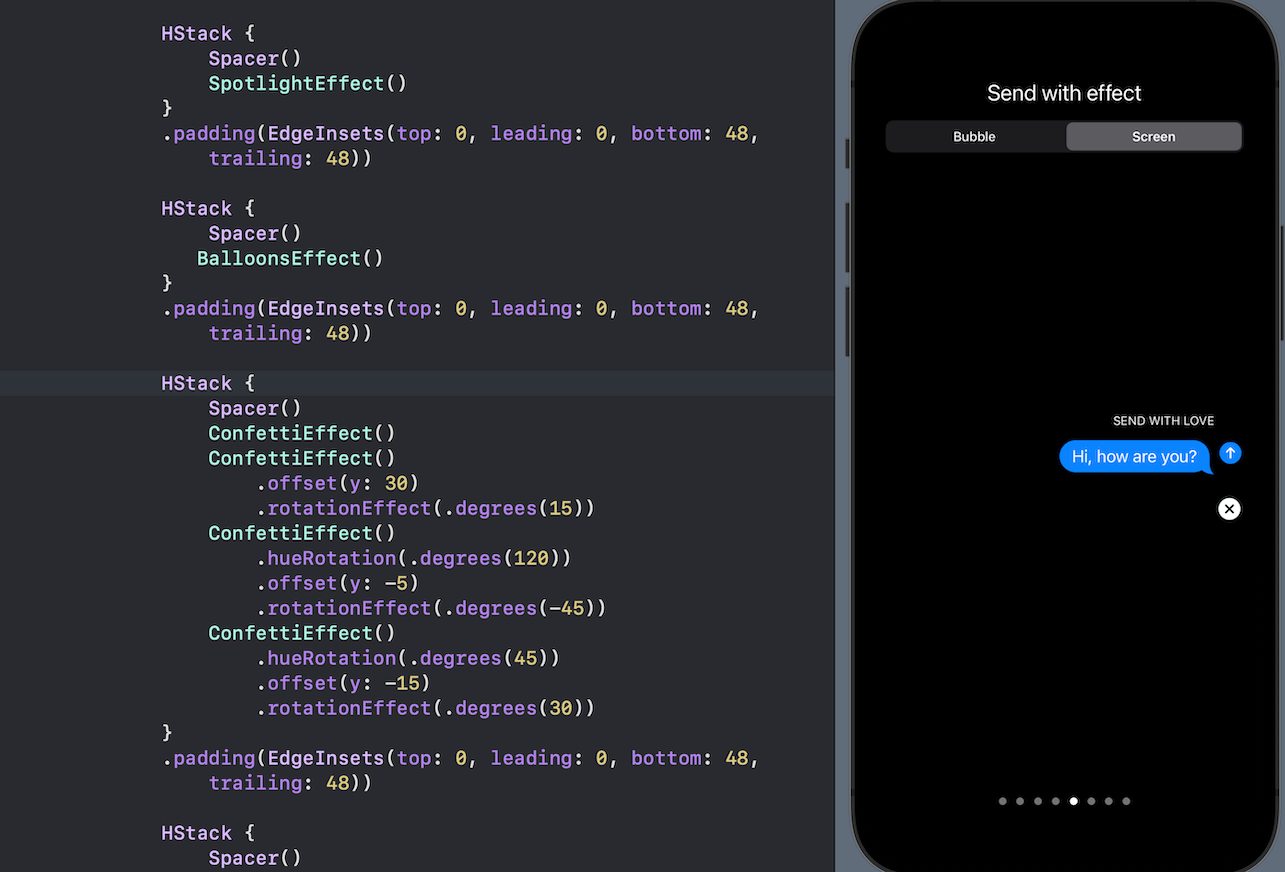 HStack {
Spacer()
SpotlightEffect()
}
.padding(EdgeInsets(top: 0, leading: 0, bottom: 48,
trailing: 48))
HStack {
Spacer()
BalloonsEffect()
}
.padding(EdgeInsets(top: 0, leading: 0, bottom: 48,
trailing: 48))
HStack {
Spacer()
ConfettiEffect()
ConfettiEffect()
.offset(y: 30)
.rotationEffect(.degrees(15))
ConfettiEffect()
.hueRotation(.degrees(120))
.offset(y: -5)
.rotationEffect(.degrees(-45))
ConfettiEffect()
.hueRotation(.degrees(45))
.offset(y: -15)
.rotationEffect(.degrees(30))
}
.padding(EdgeInsets(top: 0, leading: 0, bottom: 48,
trailing: 48))
HStack {
Spacer()
Send with effect
Bubble Screen
SEND WITH LOVE
Hi, how are you?